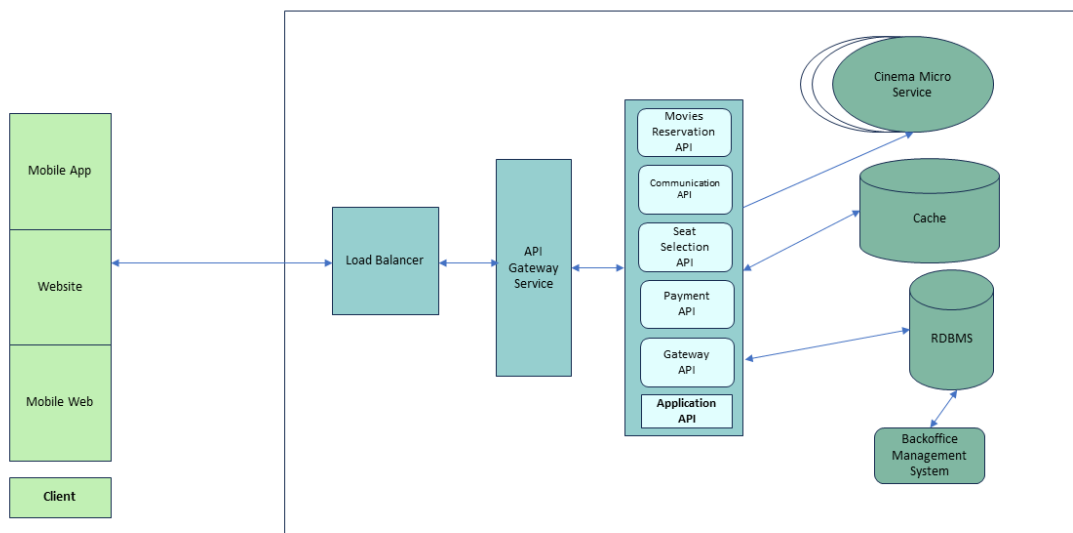 Mobile App
Website
Mobile Web
Client
Load Balancer
API
Gateway
Service
Movies
Reservation
API
Communication
API
Seat
Selection
API
Payment
API
Gateway
API
Application
API
Cinema Micro
Service
Cache
RDBMS
Backoffice
Management
System